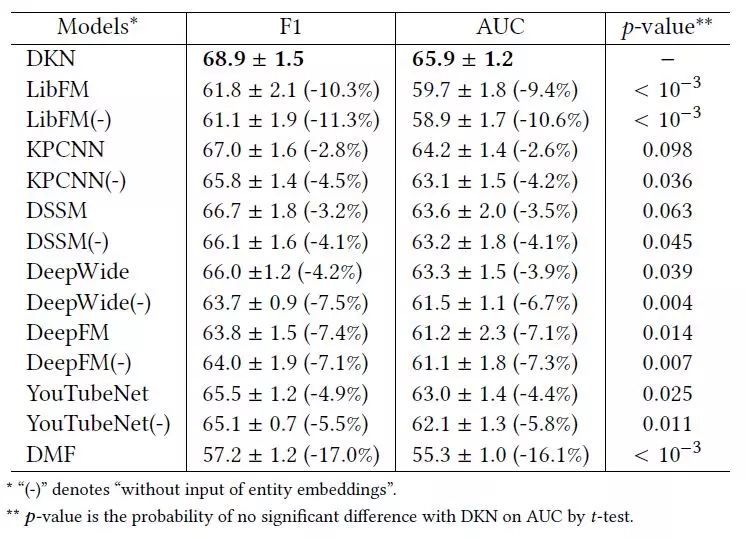 Models* F1 AUC p-value**
DKN 68.9 ± 1.5 65.9 ± 1.2 −
LibFM 61.8 ± 2.1 (-10.3%) 59.7 ± 1.8 (-9.4%) < 10⁻³
LibFM(-) 61.1 ± 1.9 (-11.3%) 58.9 ± 1.7 (-10.6%) < 10⁻³
KPCNN 67.0 ± 1.6 (-2.8%) 64.2 ± 1.4 (-2.6%) 0.098
KPCNN(-) 65.8 ± 1.4 (-4.5%) 63.1 ± 1.5 (-4.2%) 0.036
DSSM 66.7 ± 1.8 (-3.2%) 63.6 ± 2.0 (-3.5%) 0.063
DSSM(-) 66.1 ± 1.6 (-4.1%) 63.2 ± 1.8 (-4.1%) 0.045
DeepWide 66.0 ±1.2 (-4.2%) 63.3 ± 1.5 (-3.9%) 0.039
DeepWide(-) 63.7 ± 0.9 (-7.5%) 61.5 ± 1.1 (-6.7%) 0.004
DeepFM 63.8 ± 1.5 (-7.4%) 61.2 ± 2.3 (-7.1%) 0.014
DeepFM(-) 64.0 ± 1.9 (-7.1%) 61.1 ± 1.8 (-7.3%) 0.007
YouTubeNet 65.5 ± 1.2 (-4.9%) 63.0 ± 1.4 (-4.4%) 0.025
YouTubeNet(-) 65.1 ± 0.7 (-5.5%) 62.1 ± 1.3 (-5.8%) 0.011
DMF 57.2 ± 1.2 (-17.0%) 55.3 ± 1.0 (-16.1%) < 10⁻³
* “(-)” denotes “without input of entity embeddings”.
** p-value is the probability of no significant difference with DKN on AUC by t-test.